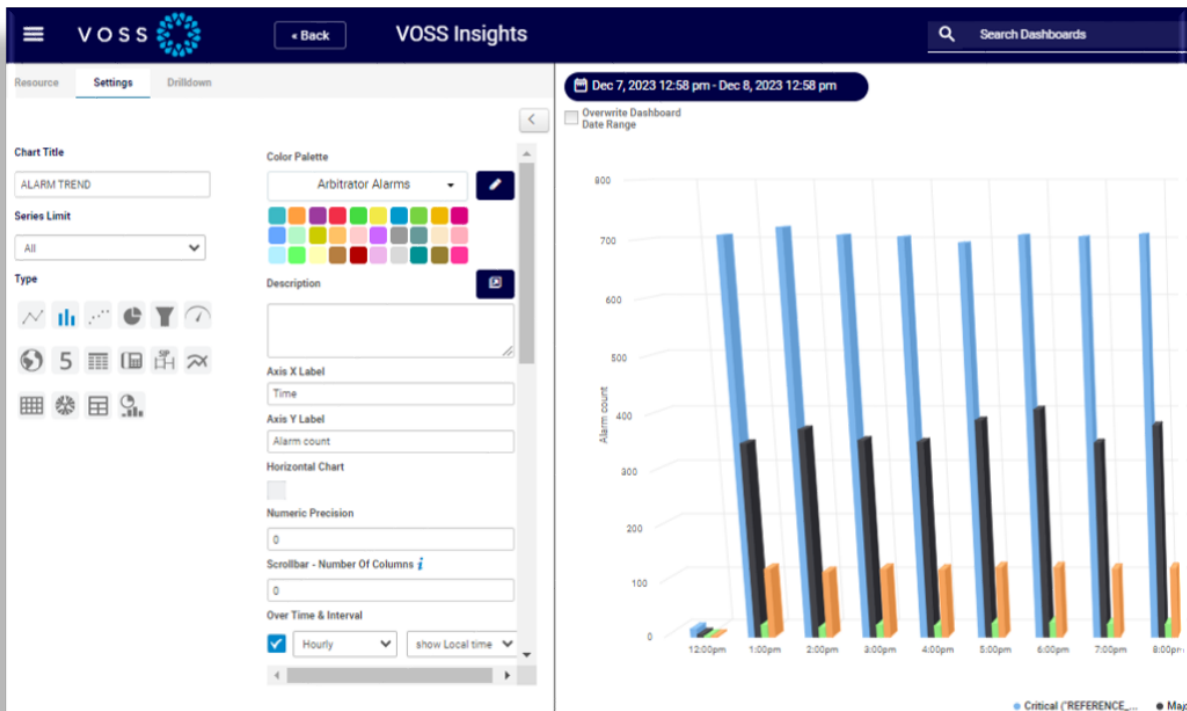 VOSS
« Back
VOSS Insights
Search Dashboards
Resource
Settings
Drilldown
Dec 7, 2023 12:58 pm - Dec 8, 2023 12:58 pm
Overwrite Dashboard
Date Range
Chart Title
ALARM TREND
Series Limit
All
Type
5
SIP
Color Palette
Arbitrator Alarms
Description
Axis X Label
Time
Axis Y Label
Alarm count
Horizontal Chart
Numeric Precision
0
Scrollbar - Number Of Columns i
0
Over Time & Interval
Hourly
show Local time
800
700
600
500
400
300
200
100
0
Alarm count
12:00pm 1:00pm 2:00pm 3:00pm 4:00pm 5:00pm 6:00pm 7:00pm 8:00pm
Critical ("REFERENCE_... Majo